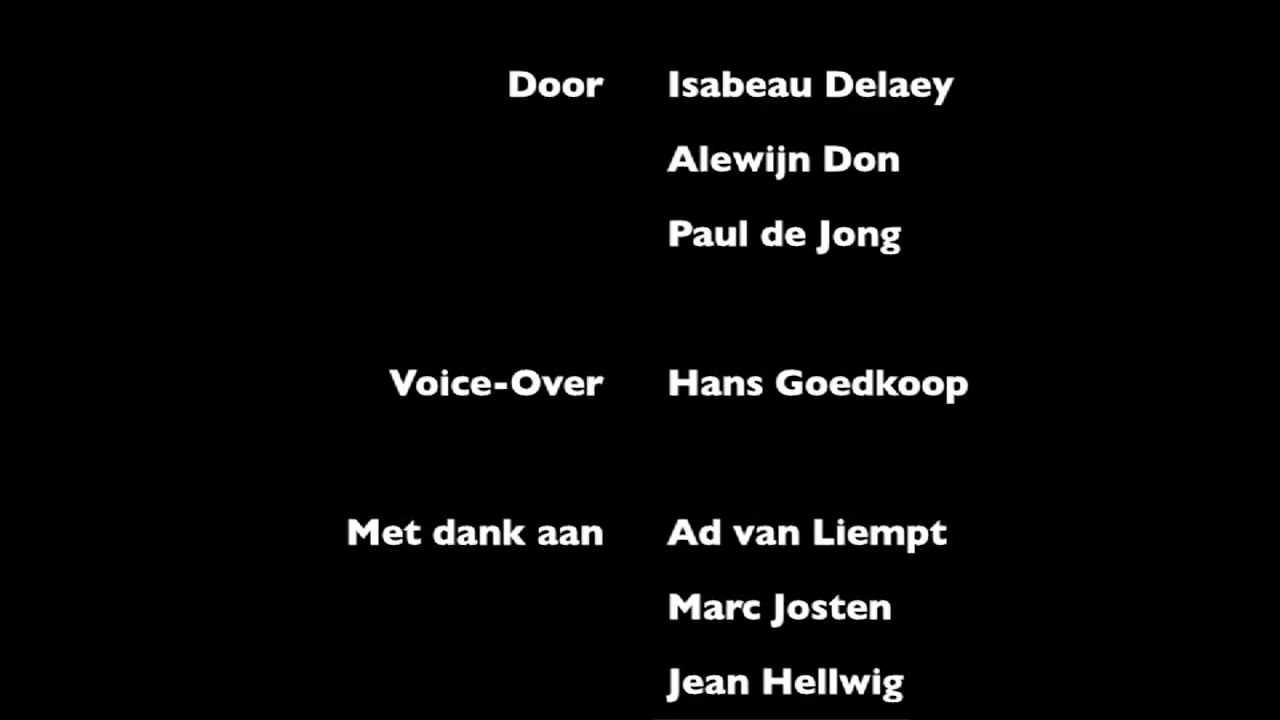 Door Isabeau Delaey
Alewijn Don
Paul de Jong
Voice-Over Hans Goedkoop
Met dank aan Ad van Liempt
Marc Josten
Jean Hellwig